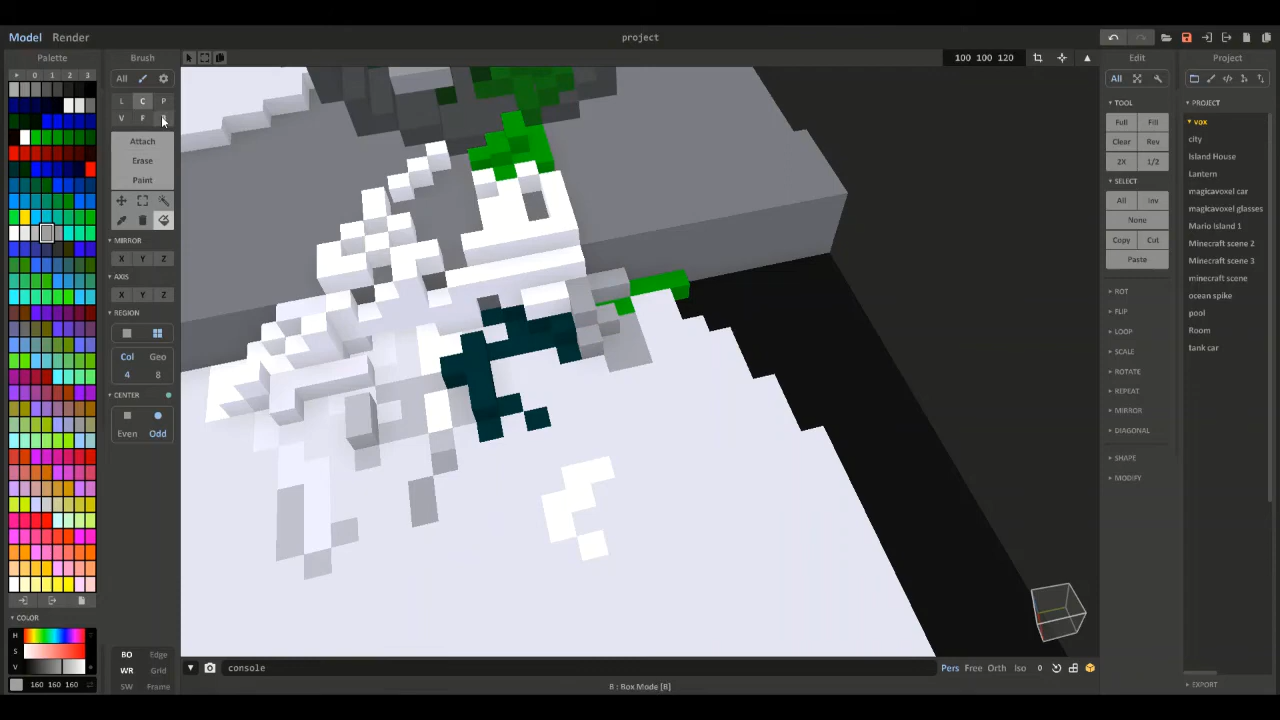 Model Render
project
Palette
0 1 2 3
COLOR
H
S
V
160 160 160
Brush
All
L C P
V F
Attach
Erase
Paint
MIRROR
X Y Z
AXIS
X Y Z
REGION
Col Geo
4 8
CENTER
Even Odd
BO Edge
WR Grid
SW Frame
100 100 120
console
Pers Free Orth Iso 0
B : Box Mode [B]
Edit
All
TOOL
Full Fill
Clear Rev
2X 1/2
SELECT
All Inv
None
Copy Cut
Paste
ROT
FLIP
LOOP
SCALE
ROTATE
REPEAT
MIRROR
DIAGONAL
SHAPE
MODIFY
Project
PROJECT
vox
city
Island House
Lantern
magicavoxel car
magicavoxel glasses
Mario Island 1
Minecraft scene 2
Minecraft scene 3
minecraft scene
ocean spike
pool
Room
tank car
EXPORT